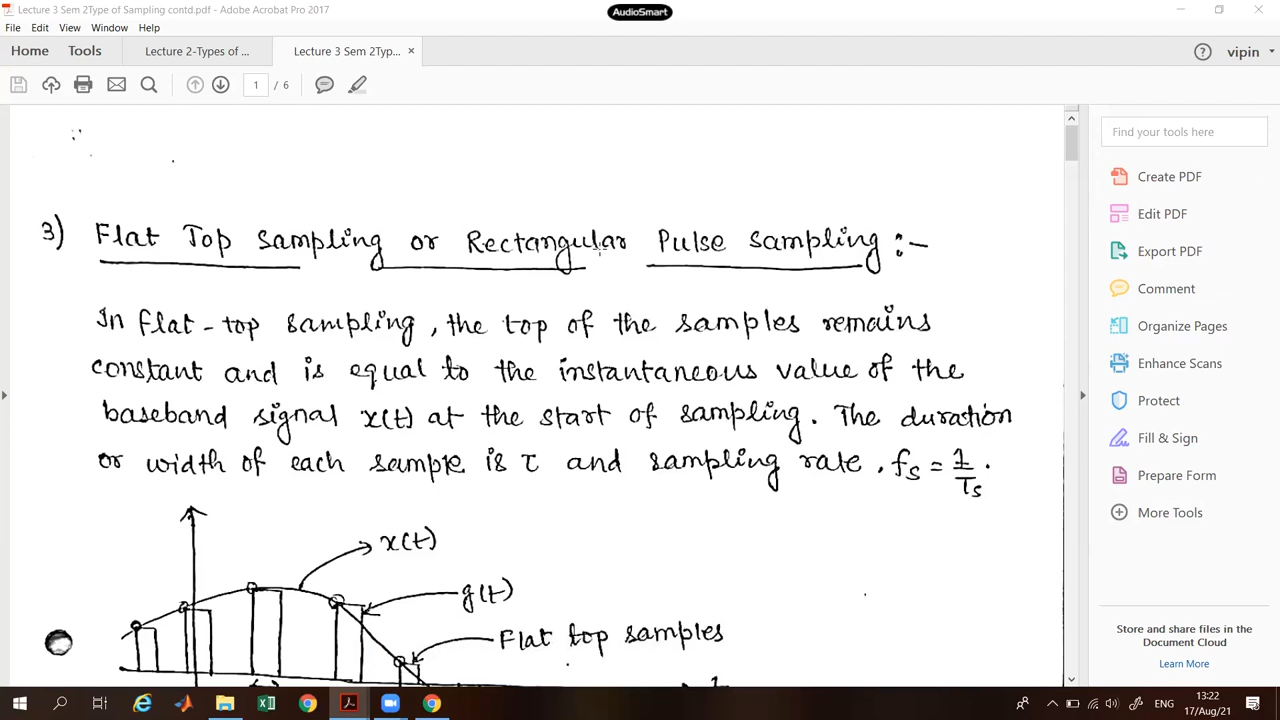 Lecture 3 Sem 2Type of Sampling contd.pdf - Adobe Acrobat Pro 2017
AudioSmart
File Edit View Window Help
Home Tools Lecture 2-Types of ... Lecture 3 Sem 2Typ... × vipin
1 / 6
Find your tools here
Create PDF
Edit PDF
Export PDF
Comment
Organize Pages
Enhance Scans
Protect
Fill & Sign
Prepare Form
More Tools
Store and share files in the
Document Cloud
Learn More
3) Flat Top sampling or Rectangular Pulse sampling :-
In flat-top sampling, the top of the samples remains
constant and is equal to the instantaneous value of the
baseband signal x(t) at the start of sampling. The duration
or width of each sample is τ and sampling rate, fs = 1/Ts.
x(t)
g(t)
Flat top samples
ENG
13:22
17/Aug/21